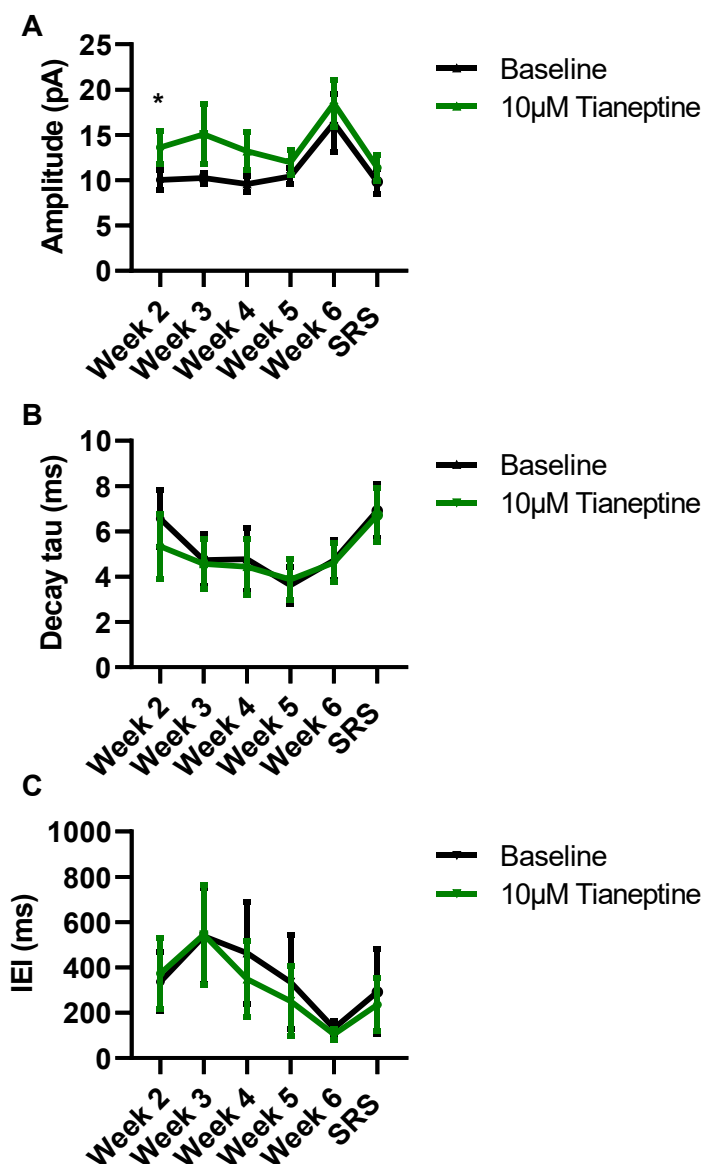 A
Amplitude (pA)
25
20
15
10
5
0
*
Week 2
Week 3
Week 4
Week 5
Week 6
SRS
Baseline
10µM Tianeptine
B
Decay tau (ms)
10
8
6
4
2
0
Week 2
Week 3
Week 4
Week 5
Week 6
SRS
Baseline
10µM Tianeptine
C
IEI (ms)
1000
800
600
400
200
0
Week 2
Week 3
Week 4
Week 5
Week 6
SRS
Baseline
10µM Tianeptine